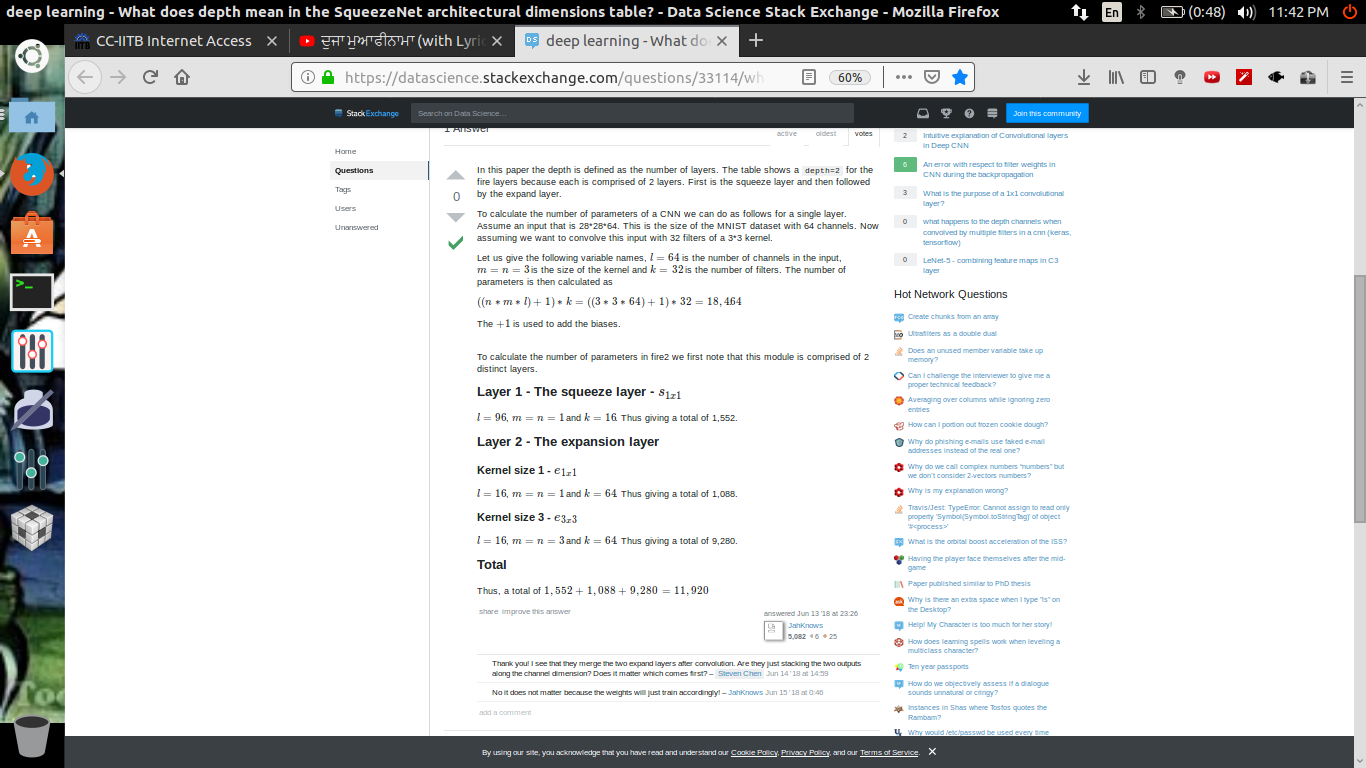 deep learning - What does depth mean in the SqueezeNet architectural dimensions table? - Data Science Stack Exchange - Mozilla Firefox
En
(0:48)
11:42 PM
CC-IITB Internet Access
ਦੂਜਾ ਮੁਆਫੀਨਾਮਾ (with Lyric
deep learning - What do
https://datascience.stackexchange.com/questions/33114/wh
60%
StackExchange
Search on Data Science…
Join this community
1 Answer
active
oldest
votes
Home
Questions
Tags
Users
Unanswered
0
In this paper the depth is defined as the number of layers. The table shows a depth=2 for the
fire layers because each is comprised of 2 layers. First is the squeeze layer and then followed
by the expand layer.
To calculate the number of parameters of a CNN we can do as follows for a single layer.
Assume an input that is 28*28*64. This is the size of the MNIST dataset with 64 channels. Now
assuming we want to convolve this input with 32 filters of a 3*3 kernel.
Let us give the following variable names, l = 64 is the number of channels in the input,
m = n = 3 is the size of the kernel and k = 32 is the number of filters. The number of
parameters is then calculated as
((n * m * l) + 1) * k = ((3 * 3 * 64) + 1) * 32 = 18,464
The +1 is used to add the biases.
To calculate the number of parameters in fire2 we first note that this module is comprised of 2
distinct layers.
Layer 1 - The squeeze layer - s1x1
l = 96, m = n = 1 and k = 16. Thus giving a total of 1,552.
Layer 2 - The expansion layer
Kernel size 1 - e1x1
l = 16, m = n = 1 and k = 64. Thus giving a total of 1,088.
Kernel size 3 - e3x3
l = 16, m = n = 3 and k = 64. Thus giving a total of 9,280.
Total
Thus, a total of 1,552 + 1,088 + 9,280 = 11,920
share improve this answer
answered Jun 13 '18 at 23:26
JahKnows
5,082 6 25
Thank you! I see that they merge the two expand layers after convolution. Are they just stacking the two outputs
along the channel dimension? Does it matter which comes first? – Steven Chen Jun 14 '18 at 14:59
No it does not matter because the weights will just train accordingly! – JahKnows Jun 15 '18 at 0:46
add a comment
2 Intuitive explanation of Convolutional layers
in Deep CNN
6 An error with respect to filter weights in
CNN during the backpropagation
3 What is the purpose of a 1x1 convolutional
layer?
0 what happens to the depth channels when
convolved by multiple filters in a cnn (keras,
tensorflow)
0 LeNet-5 - combining feature maps in C3
layer
Hot Network Questions
Create chunks from an array
Ultrafilters as a double dual
Does an unused member variable take up
memory?
Can I challenge the interviewer to give me a
proper technical feedback?
Averaging over columns while ignoring zero
entries
How can I portion out frozen cookie dough?
Why do phishing e-mails use faked e-mail
addresses instead of the real one?
Why do we call complex numbers “numbers” but
we don’t consider 2-vectors numbers?
Why is my explanation wrong?
Travis/Jest: TypeError: Cannot assign to read only
property 'Symbol(Symbol.toStringTag)' of object
'#<process>'
What is the orbital boost acceleration of the ISS?
Having the player face themselves after the mid-
game
Paper published similar to PhD thesis
Why is there an extra space when I type "ls" on
the Desktop?
Help! My Character is too much for her story!
How does learning spells work when leveling a
multiclass character?
Ten year passports
How do we objectively assess if a dialogue
sounds unnatural or cringy?
Instances in Shas where Tosfos quotes the
Rambam?
Why would /etc/passwd be used every time
By using our site, you acknowledge that you have read and understand our Cookie Policy, Privacy Policy, and our Terms of Service.